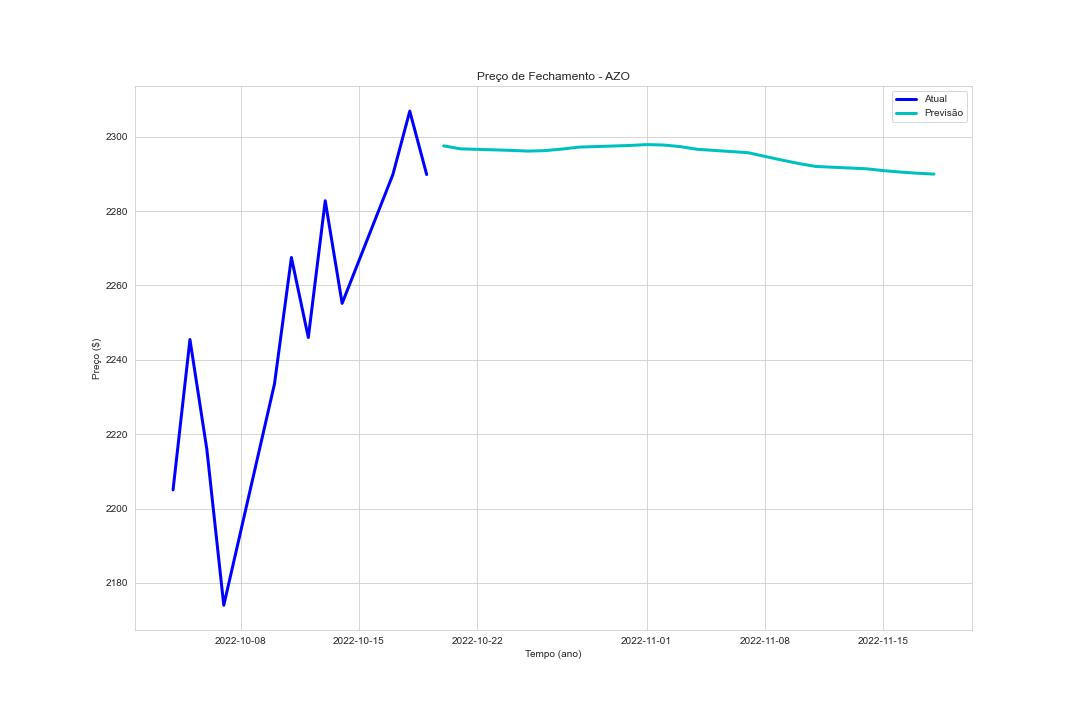 Preço de Fechamento - AZO
Atual
Previsão
2300
2280
2260
2240
2220
2200
2180
Preço ($)
2022-10-08
2022-10-15
2022-10-22
2022-11-01
2022-11-08
2022-11-15
Tempo (ano)